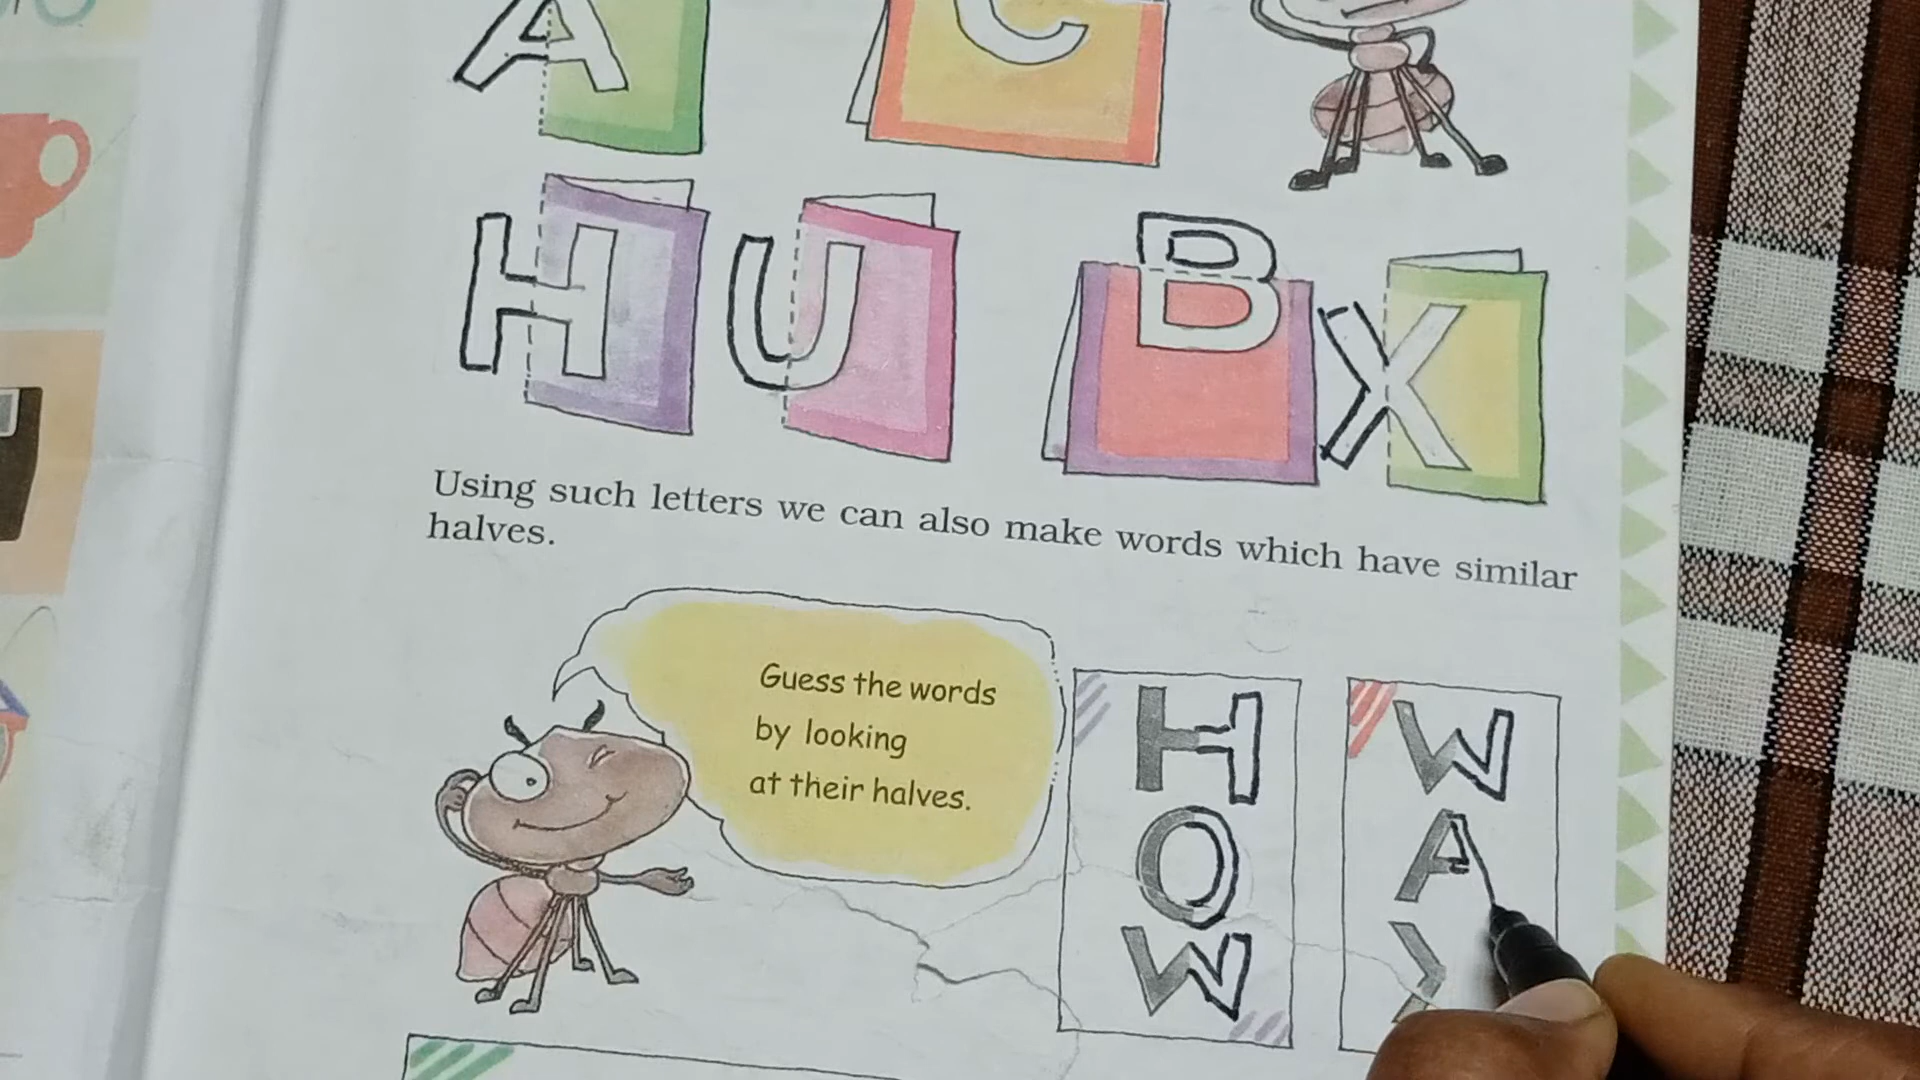 A C
H U B X
Using such letters we can also make words which have similar
halves.
Guess the words
by looking
at their halves.
H
O
W
W
A